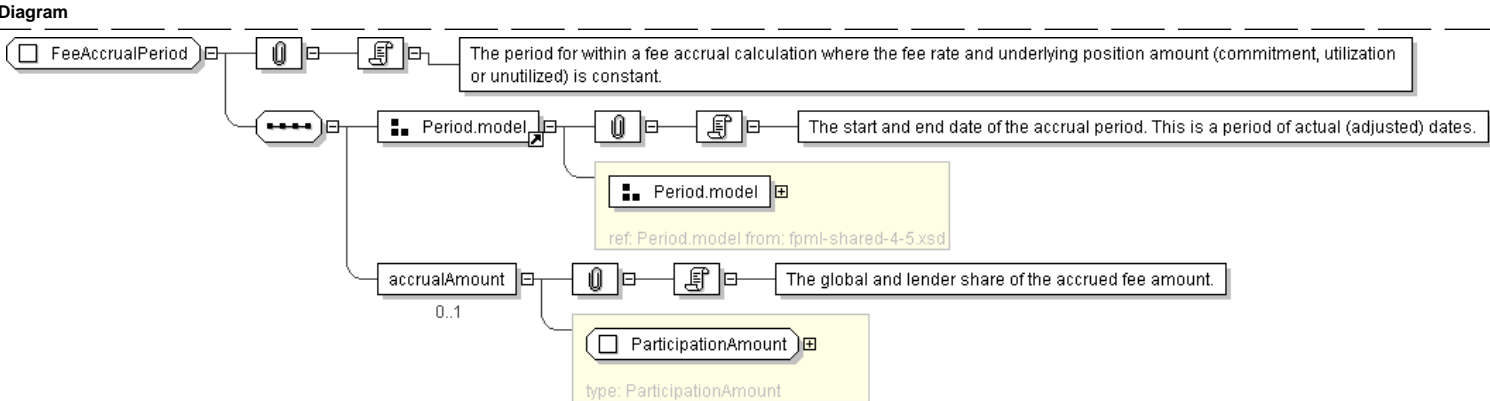 Diagram
FeeAccrualPeriod
The period for within a fee accrual calculation where the fee rate and underlying position amount (commitment, utilization
or unutilized) is constant.
Period.model
The start and end date of the accrual period. This is a period of actual (adjusted) dates.
Period.model
ref: Period.model from: fpml-shared-4-5.xsd
accrualAmount
The global and lender share of the accrued fee amount.
0..1
ParticipationAmount
type: ParticipationAmount